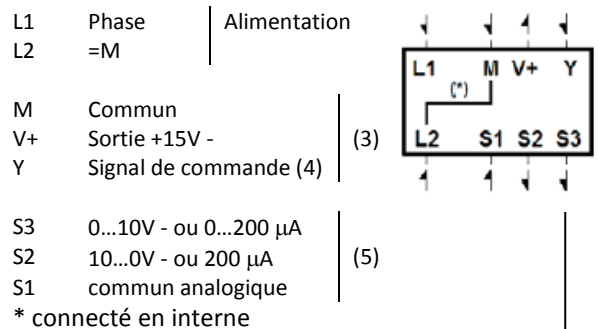 L1 Phase Alimentation
L2 =M
M Commun
V+ Sortie +15V - (3)
Y Signal de commande (4)
S3 0...10V - ou 0...200 μA
S2 10...0V - ou 200 μA (5)
S1 commun analogique
* connecté en interne
L1 M V+ Y
(*)
L2 S1 S2 S3